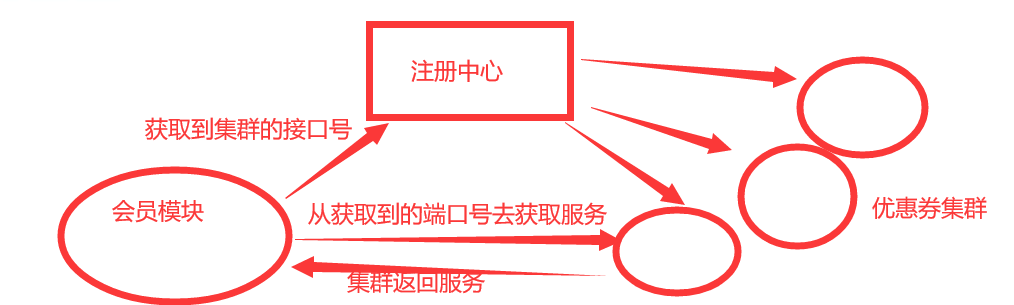 注册中心
获取到集群的接口号
会员模块
从获取到的端口号去获取服务
优惠券集群
集群返回服务